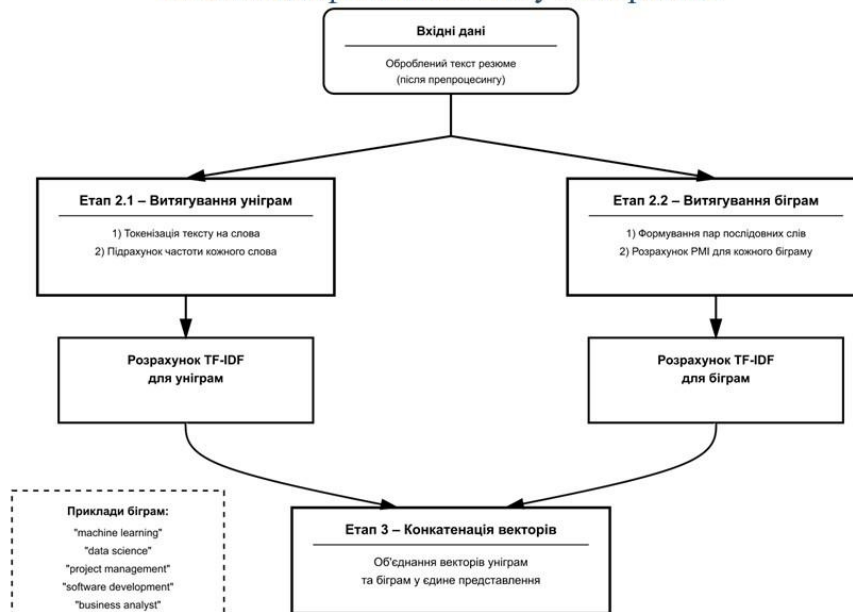 Вхідні дані
Оброблений текст резюме
(після препроцесингу)
Етап 2.1 – Витягування уніграм
1) Токенізація тексту на слова
2) Підрахунок частоти кожного слова
Етап 2.2 – Витягування біграм
1) Формування пар послідовних слів
2) Розрахунок PMI для кожного біграму
Розрахунок TF-IDF
для уніграм
Розрахунок TF-IDF
для біграм
Приклади біграм:
"machine learning"
"data science"
"project management"
"software development"
"business analyst"
Етап 3 – Конкатенація векторів
Об'єднання векторів уніграм
та біграм у єдине представлення